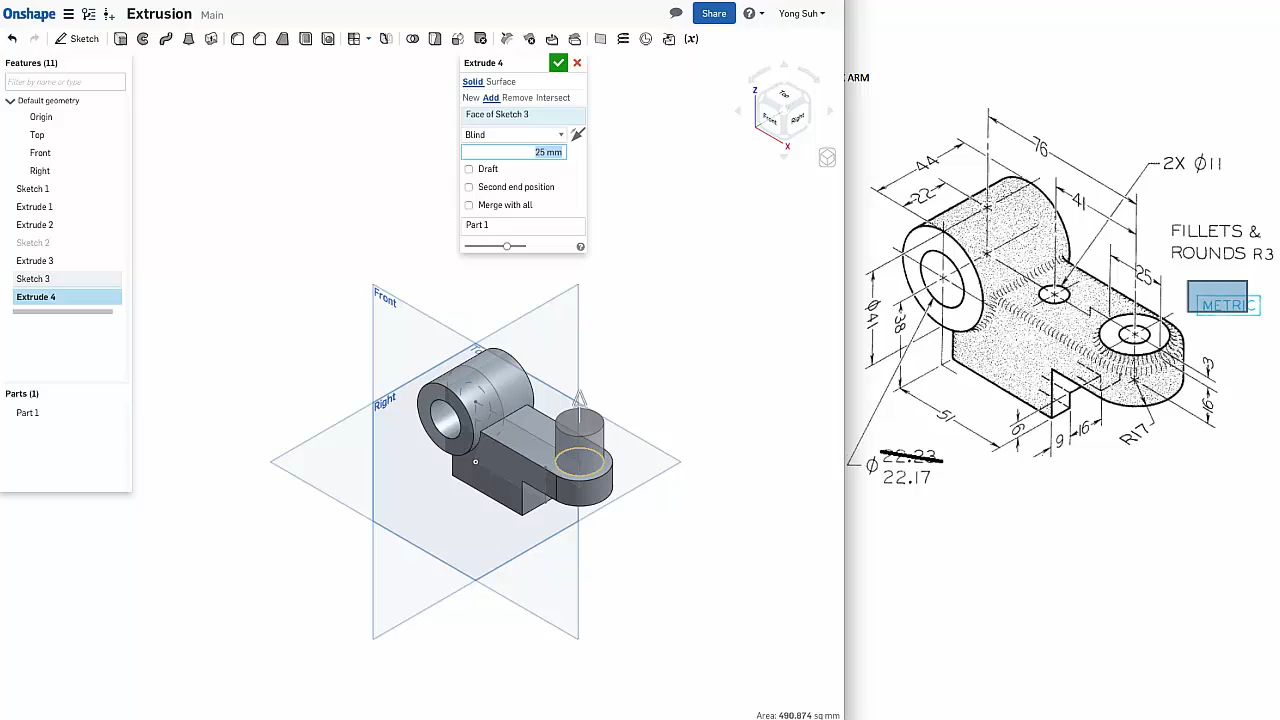 Onshape
Extrusion Main
Share
Yong Suh
Sketch
(x)
Features (11)
Filter by name or type
Default geometry
Origin
Top
Front
Right
Sketch 1
Extrude 1
Extrude 2
Sketch 2
Extrude 3
Sketch 3
Extrude 4
Parts (1)
Part 1
Extrude 4
Solid Surface
New Add Remove Intersect
Face of Sketch 3
Blind
25 mm
Draft
Second end position
Merge with all
Part 1
Z
Top
Front
Right
X
Front
Right
Area: 490.874 sq mm
ARM
76
44
2X Ø11
22
41
FILLETS &
ROUNDS R3
25
METRIC
Ø41
38
3
16
51
16
9
16
R17
Ø 22.23
22.17